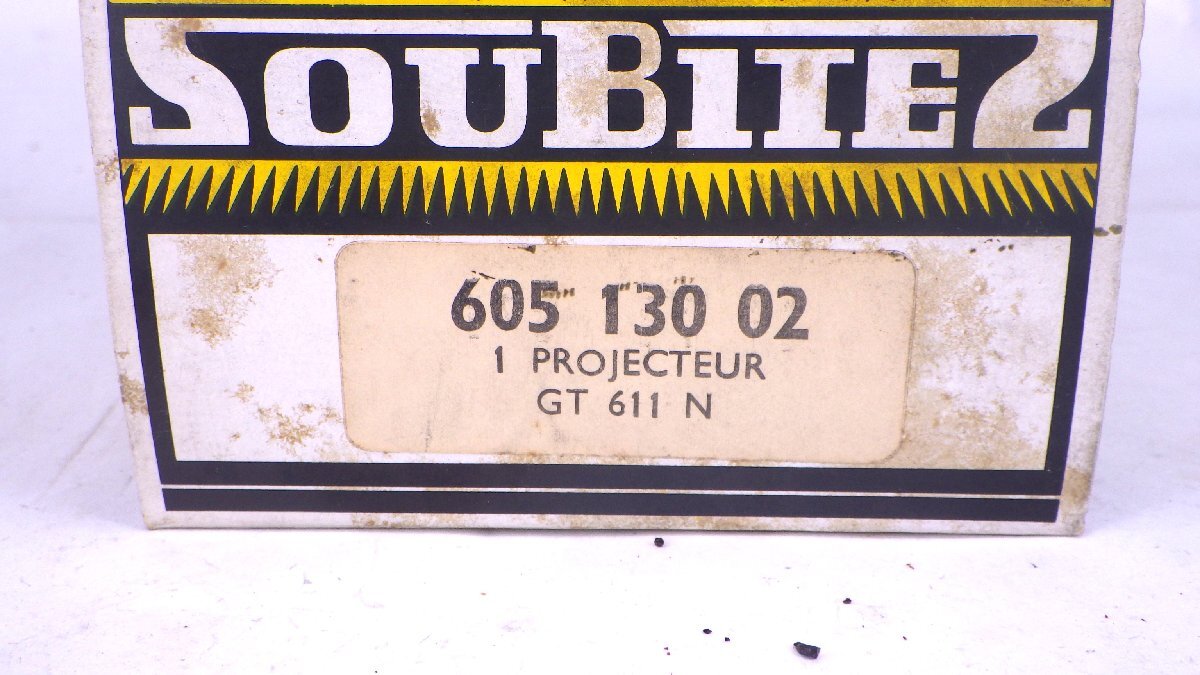 SOUBITEZ
605 130 02
1 PROJECTEUR
GT 611 N